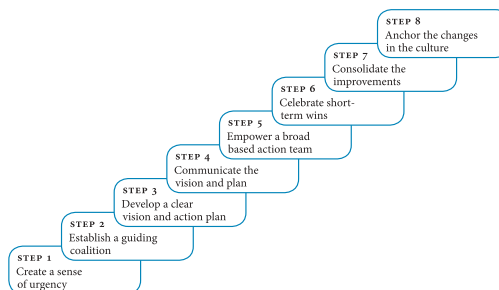 STEP 8
Anchor the changes
in the culture
STEP 7
Consolidate the
improvements
STEP 6
Celebrate short-
term wins
STEP 5
Empower a broad
based action team
STEP 4
Communicate the
vision and plan
STEP 3
Develop a clear
vision and action plan
STEP 2
Establish a guiding
coalition
STEP 1
Create a sense
of urgency